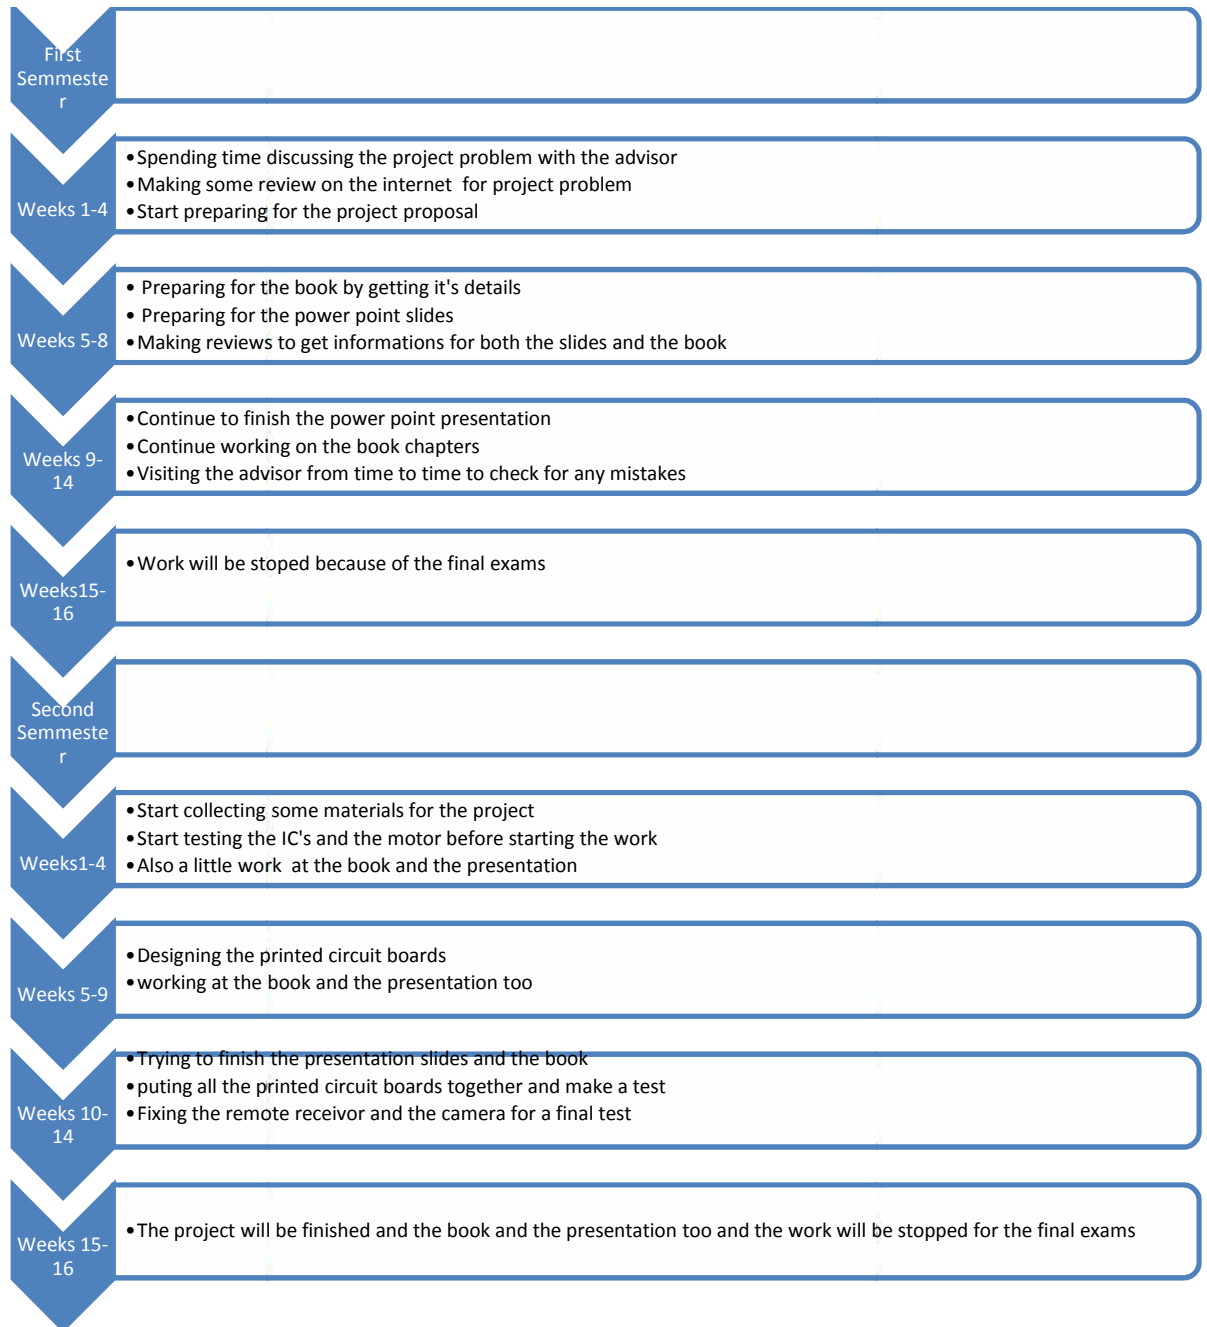 First
Semmeste
r
Weeks 1-4
•Spending time discussing the project problem with the advisor
•Making some review on the internet  for project problem
•Start preparing for the project proposal
Weeks 5-8
• Preparing for the book by getting it's details
• Preparing for the power point slides
•Making reviews to get informations for both the slides and the book
Weeks 9-
14
•Continue to finish the power point presentation
•Continue working on the book chapters
•Visiting the advisor from time to time to check for any mistakes
Weeks15-
16
•Work will be stoped because of the final exams
Second
Semmeste
r
Weeks1-4
•Start collecting some materials for the project
•Start testing the IC's and the motor before starting the work
•Also a little work  at the book and the presentation
Weeks 5-9
•Designing the printed circuit boards
•working at the book and the presentation too
Weeks 10-
14
•Trying to finish the presentation slides and the book
•puting all the printed circuit boards together and make a test
•Fixing the remote receivor and the camera for a final test
Weeks 15-
16
•The project will be finished and the book and the presentation too and the work will be stopped for the final exams